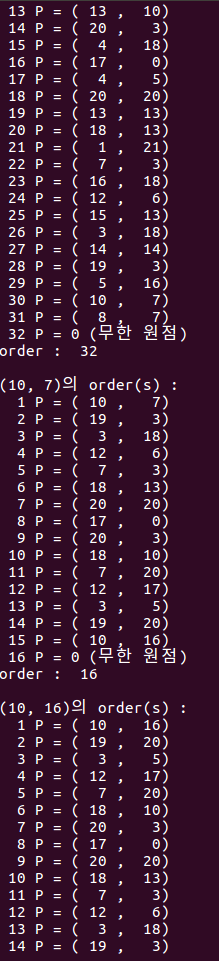 13 P = ( 13 ,  10)
14 P = ( 20 ,   3)
15 P = (  4 ,  18)
16 P = ( 17 ,   0)
17 P = (  4 ,   5)
18 P = ( 20 ,  20)
19 P = ( 13 ,  13)
20 P = ( 18 ,  13)
21 P = (  1 ,  21)
22 P = (  7 ,   3)
23 P = ( 16 ,  18)
24 P = ( 12 ,   6)
25 P = ( 15 ,  13)
26 P = (  3 ,  18)
27 P = ( 14 ,  14)
28 P = ( 19 ,   3)
29 P = (  5 ,  16)
30 P = ( 10 ,   7)
31 P = (  8 ,   7)
32 P = 0 (무한 원점)
order :  32
(10, 7)의 order(s) :
1 P = ( 10 ,   7)
2 P = ( 19 ,   3)
3 P = (  3 ,  18)
4 P = ( 12 ,   6)
5 P = (  7 ,   3)
6 P = ( 18 ,  13)
7 P = ( 20 ,  20)
8 P = ( 17 ,   0)
9 P = ( 20 ,   3)
10 P = ( 18 ,  10)
11 P = (  7 ,  20)
12 P = ( 12 ,  17)
13 P = (  3 ,   5)
14 P = ( 19 ,  20)
15 P = ( 10 ,  16)
16 P = 0 (무한 원점)
order :  16
(10, 16)의 order(s) :
1 P = ( 10 ,  16)
2 P = ( 19 ,  20)
3 P = (  3 ,   5)
4 P = ( 12 ,  17)
5 P = (  7 ,  20)
6 P = ( 18 ,  10)
7 P = ( 20 ,   3)
8 P = ( 17 ,   0)
9 P = ( 20 ,  20)
10 P = ( 18 ,  13)
11 P = (  7 ,   3)
12 P = ( 12 ,   6)
13 P = (  3 ,  18)
14 P = ( 19 ,   3)